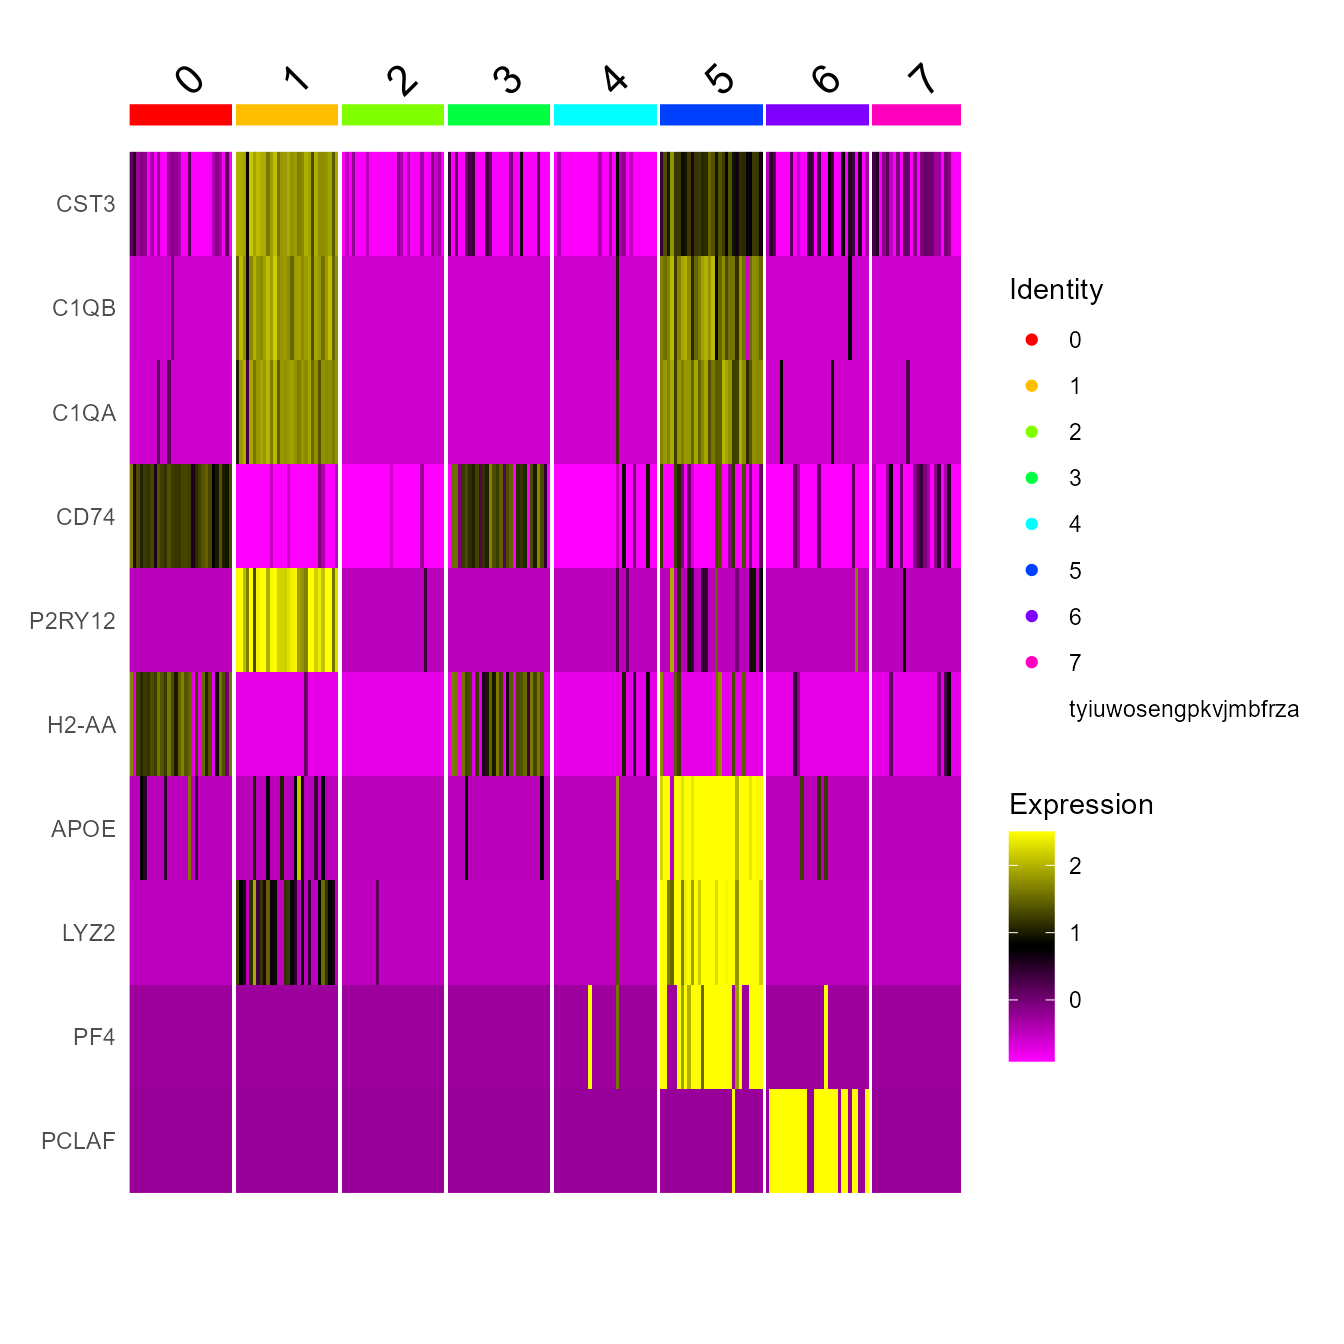 0 1 2 3 4 5 6 7
CST3
C1QB
C1QA
CD74
P2RY12
H2-AA
APOE
LYZ2
PF4
PCLAF
Identity
0
1
2
3
4
5
6
7
tyiuwosengpkvjmbfrza
Expression
2
1
0